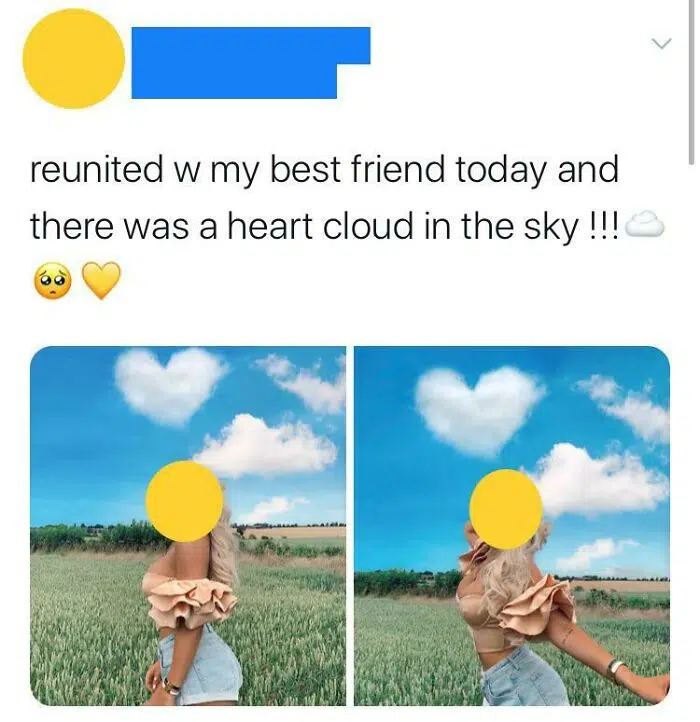 reunited w my best friend today and
there was a heart cloud in the sky !!!☁️
🥺💛